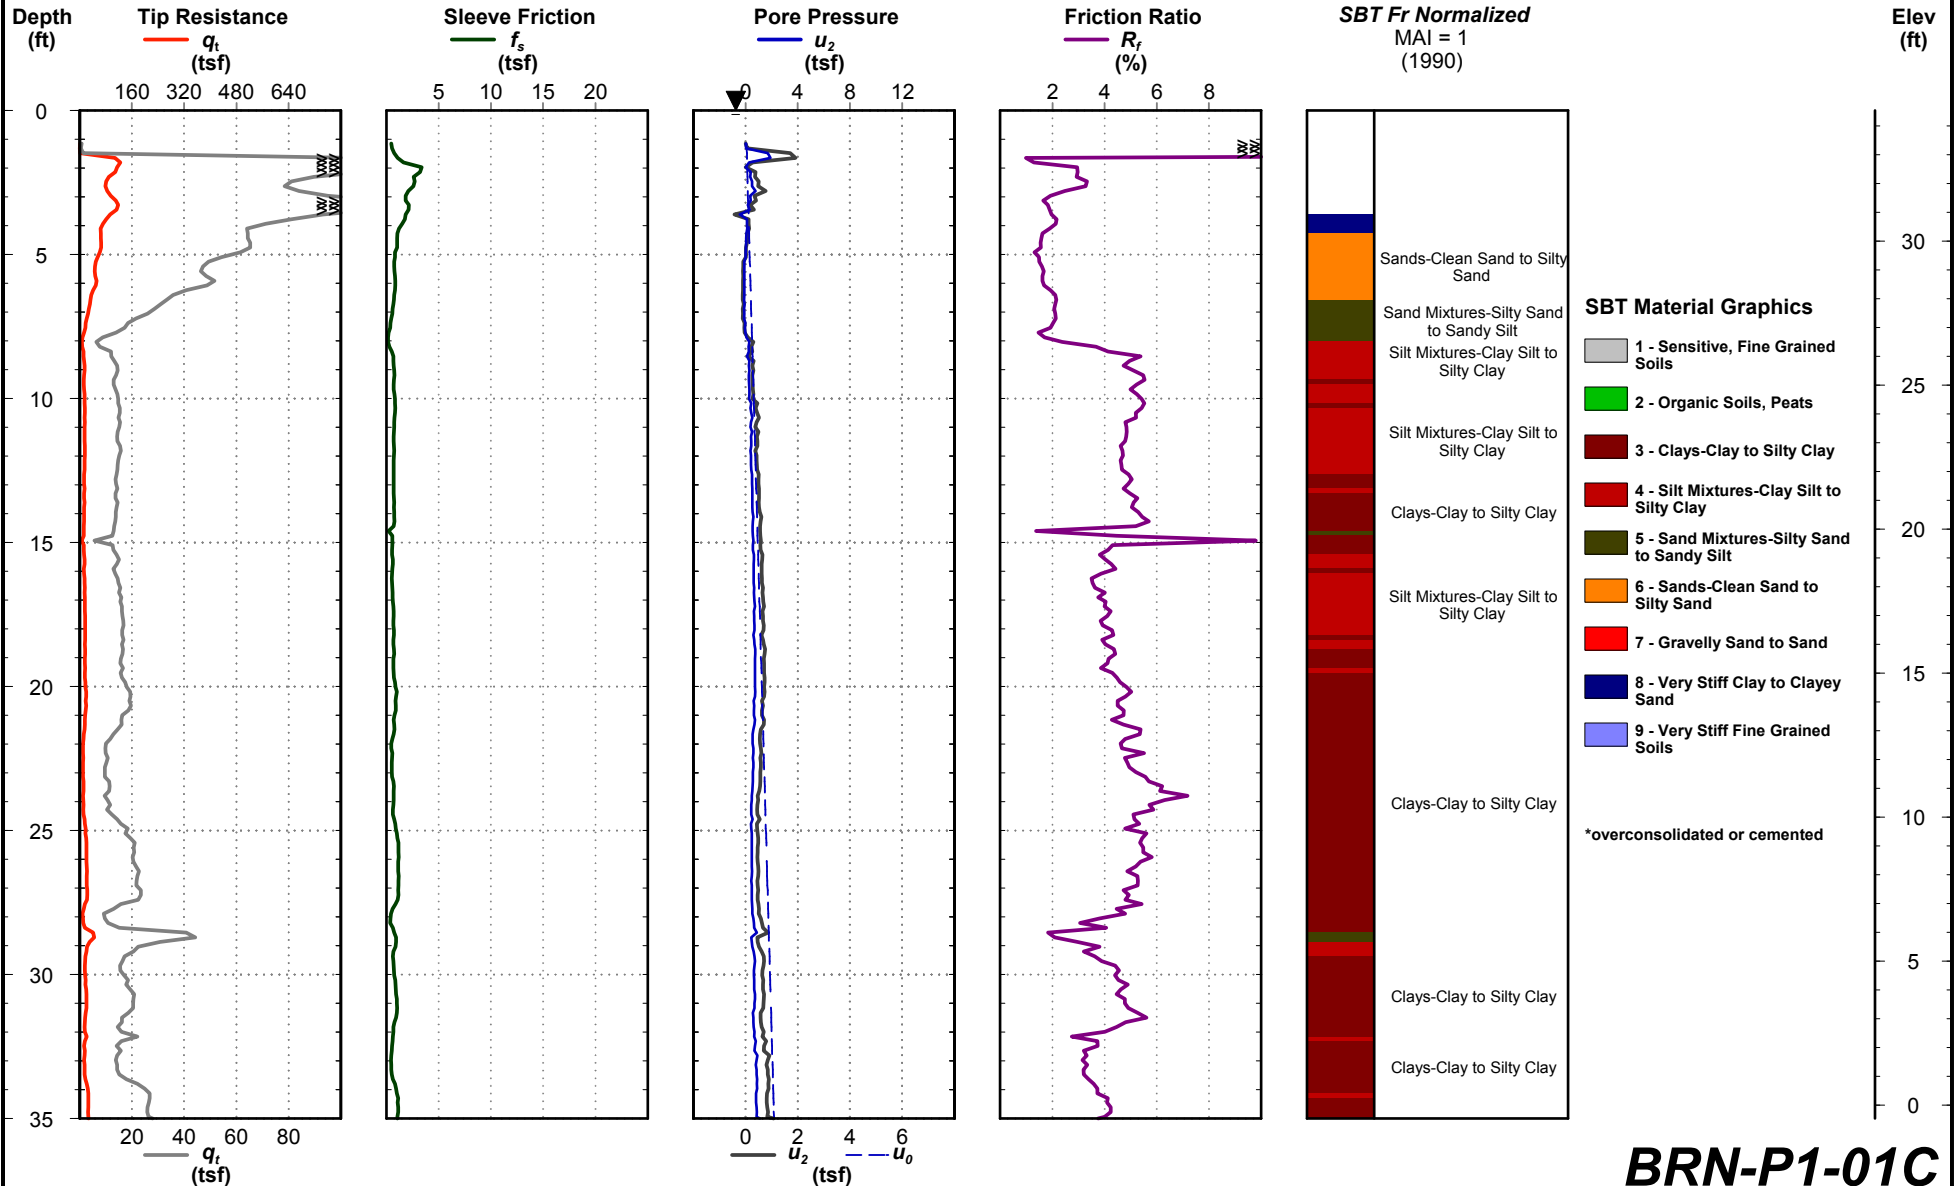 Depth
(ft)
Tip Resistance
qt
(tsf)
160 320 480 640
Sleeve Friction
fs
(tsf)
5 10 15 20
Pore Pressure
u2
(tsf)
0 4 8 12
Friction Ratio
Rf
(%)
2 4 6 8
SBT Fr Normalized
MAI = 1
(1990)
Elev
(ft)
0
5
10
15
20
25
30
35
Sands-Clean Sand to Silty
Sand
Sand Mixtures-Silty Sand
to Sandy Silt
Silt Mixtures-Clay Silt to
Silty Clay
Silt Mixtures-Clay Silt to
Silty Clay
Clays-Clay to Silty Clay
Silt Mixtures-Clay Silt to
Silty Clay
Clays-Clay to Silty Clay
Clays-Clay to Silty Clay
Clays-Clay to Silty Clay
SBT Material Graphics
1 - Sensitive, Fine Grained
Soils
2 - Organic Soils, Peats
3 - Clays-Clay to Silty Clay
4 - Silt Mixtures-Clay Silt to
Silty Clay
5 - Sand Mixtures-Silty Sand
to Sandy Silt
6 - Sands-Clean Sand to
Silty Sand
7 - Gravelly Sand to Sand
8 - Very Stiff Clay to Clayey
Sand
9 - Very Stiff Fine Grained
Soils
*overconsolidated or cemented
30
25
20
15
10
5
0
20 40 60 80
qt
(tsf)
0 2 4 6
u2 u0
(tsf)
BRN-P1-01C